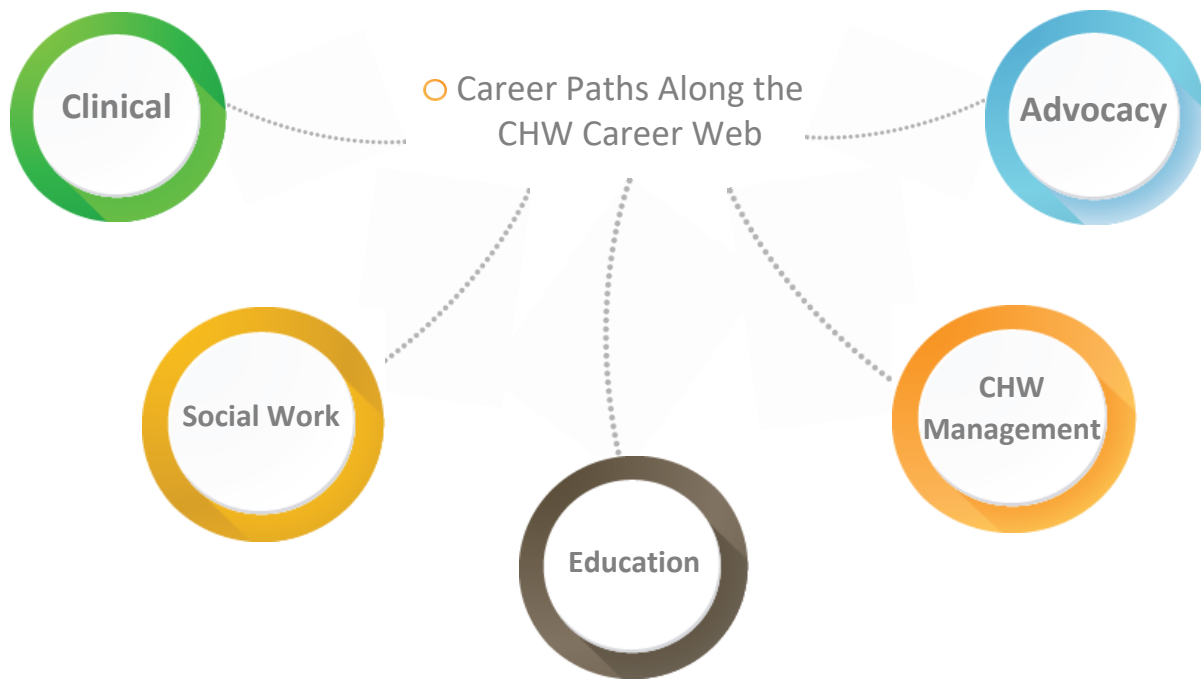 Career Paths Along the
CHW Career Web
Clinical
Advocacy
Social Work
CHW
Management
Education